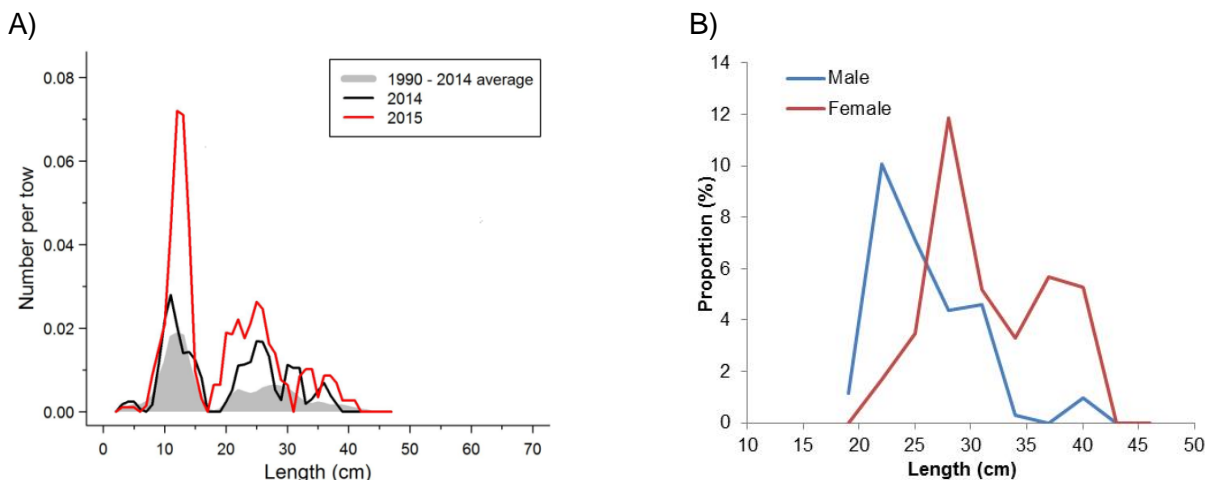 A)
0.08
0.06
0.04
0.02
0.00
Number per tow
1990 - 2014 average
2014
2015
0 10 20 30 40 50 60 70
Length (cm)
B)
14
12
10
8
6
4
2
0
Proportion (%)
Male
Female
10 15 20 25 30 35 40 45 50
Length (cm)